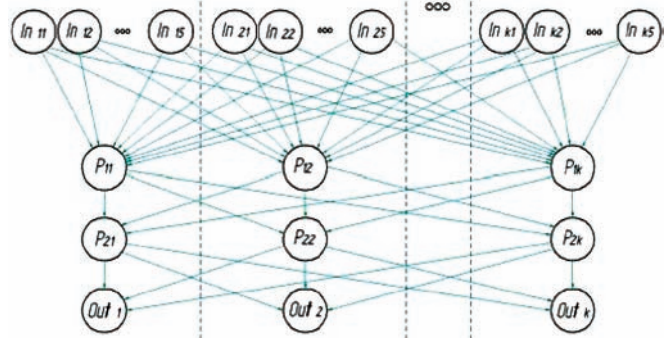 In 11 In 12 ooo In 15 In 21 In 22 ooo In 25 ooo In k1 In k2 ooo In k5
P11 P12 P1k
P21 P22 P2k
Out 1 Out 2 Out k